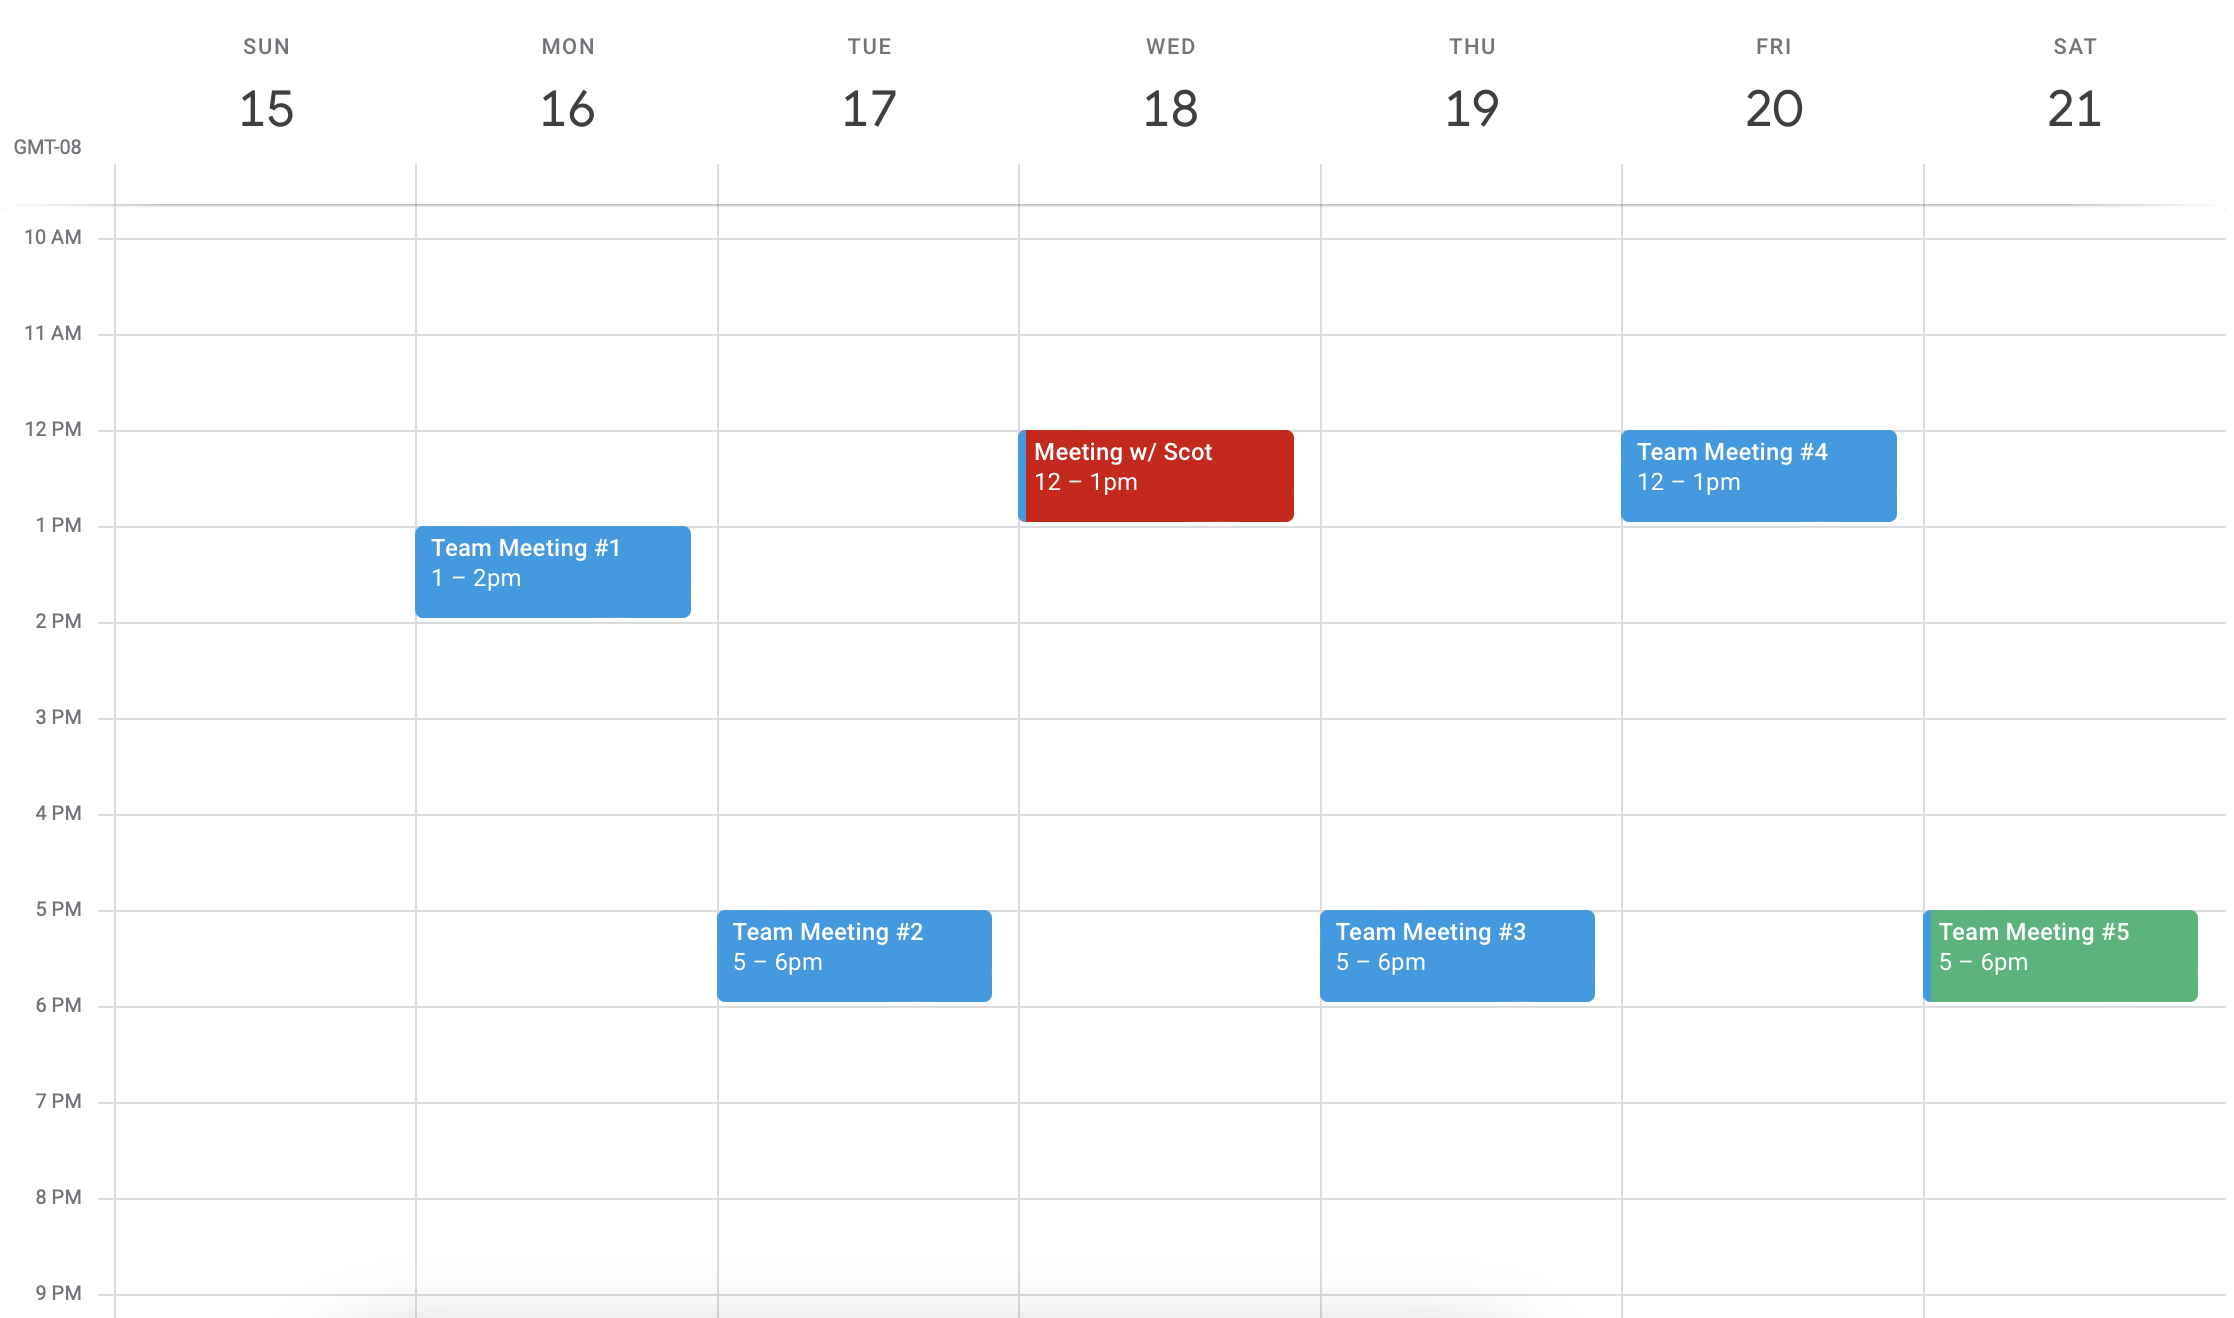 SUN MON TUE WED THU FRI SAT
15 16 17 18 19 20 21
GMT-08
10 AM
11 AM
12 PM
Meeting w/ Scot
12 – 1pm
Team Meeting #4
12 – 1pm
1 PM
Team Meeting #1
1 – 2pm
2 PM
3 PM
4 PM
5 PM
Team Meeting #2
5 – 6pm
Team Meeting #3
5 – 6pm
Team Meeting #5
5 – 6pm
6 PM
7 PM
8 PM
9 PM